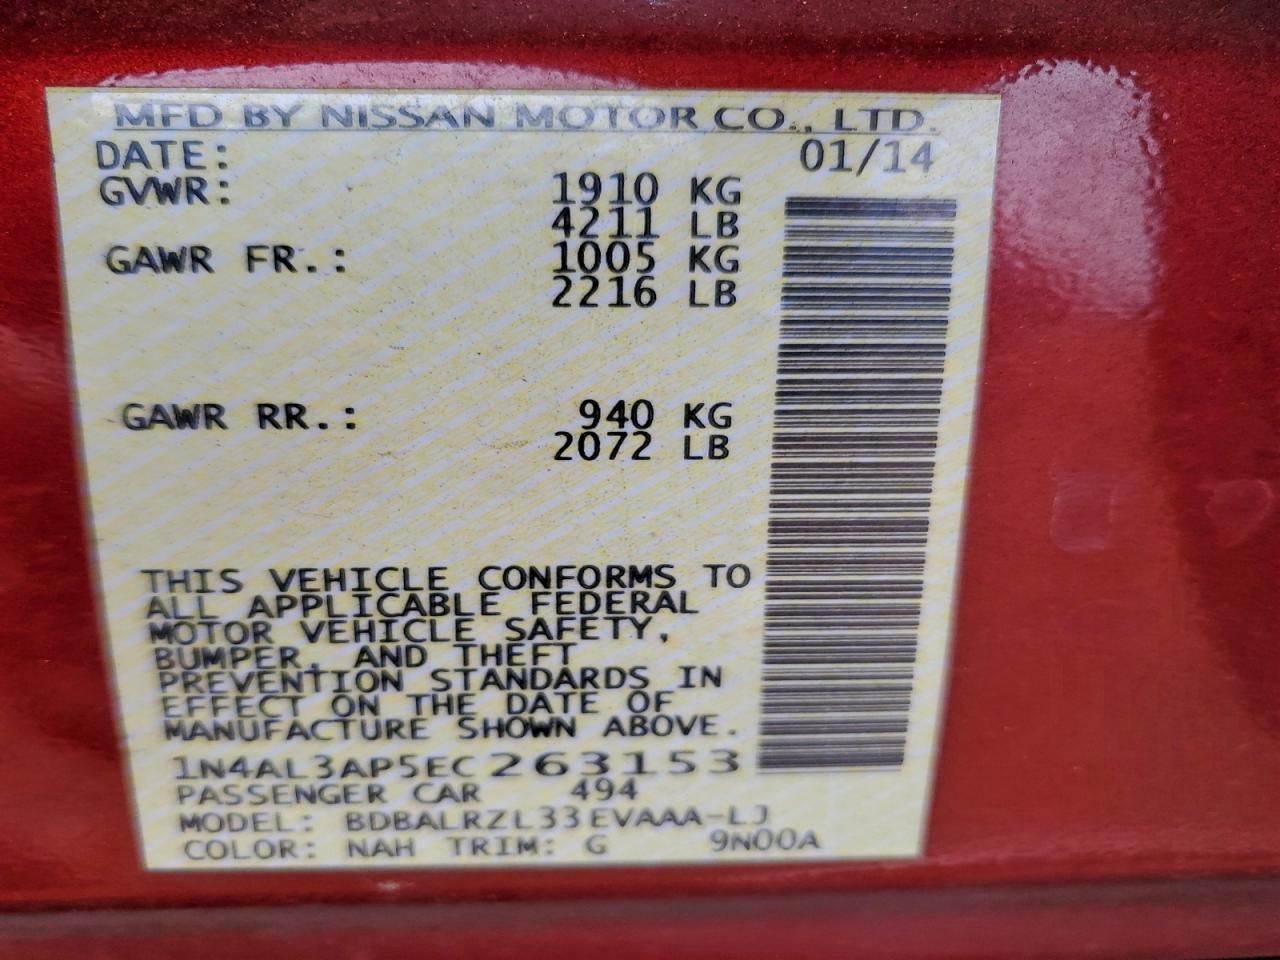 MFD BY NISSAN MOTOR CO., LTD.
DATE: 01/14
GVWR: 1910 KG
4211 LB
GAWR FR.: 1005 KG
2216 LB
GAWR RR.: 940 KG
2072 LB
THIS VEHICLE CONFORMS TO
ALL APPLICABLE FEDERAL
MOTOR VEHICLE SAFETY,
BUMPER, AND THEFT
PREVENTION STANDARDS IN
EFFECT ON THE DATE OF
MANUFACTURE SHOWN ABOVE.
1N4AL3AP5EC263153
PASSENGER CAR 494
MODEL: BDBALRZL33EVAAA-LJ
COLOR: NAH TRIM: G 9N00A